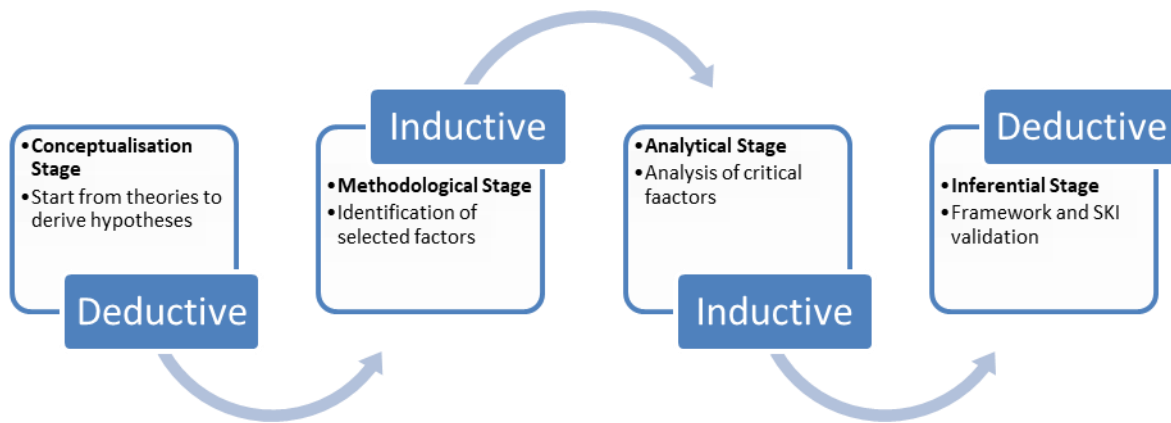 •Conceptualisation
Stage
•Start from theories to
derive hypotheses
Deductive
Inductive
•Methodological Stage
•Identification of
selected factors
•Analytical Stage
•Analysis of critical
faactors
Inductive
Deductive
•Inferential Stage
•Framework and SKI
validation